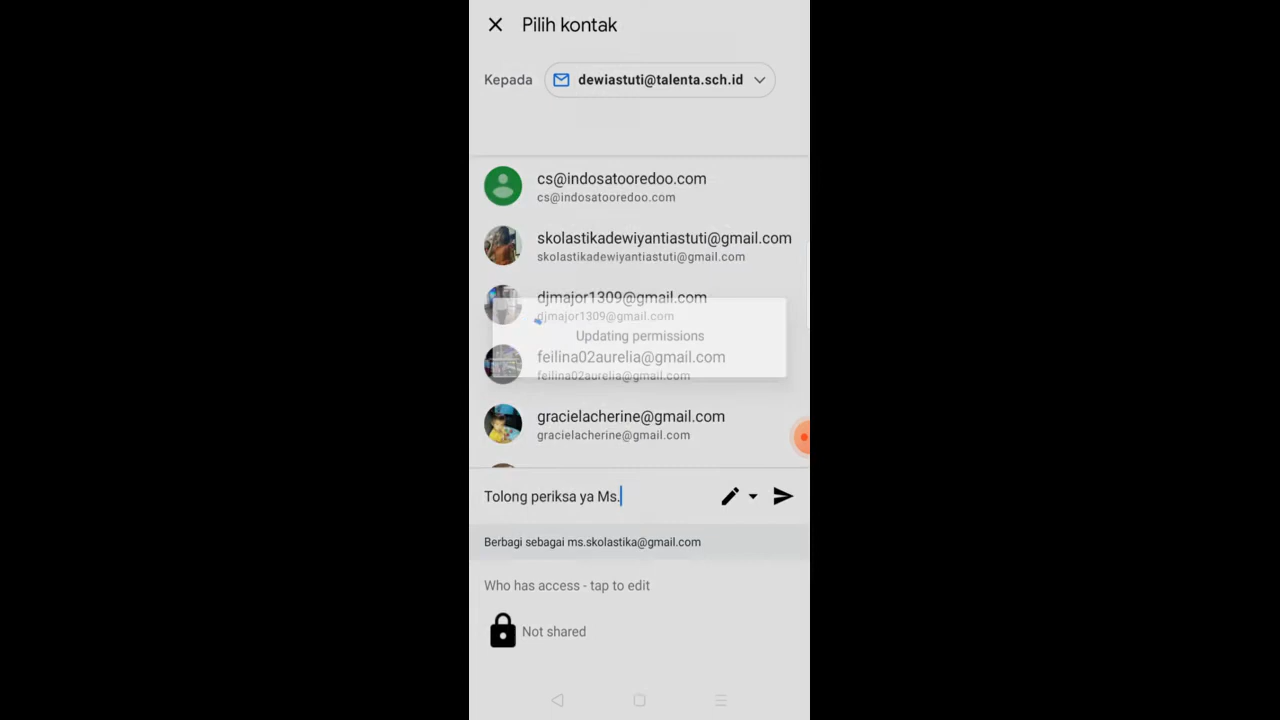 Pilih kontak
Kepada dewiastuti@talenta.sch.id
cs@indosatooredoo.com
cs@indosatooredoo.com
skolastikadewiyantiastuti@gmail.com
skolastikadewiyantiastuti@gmail.com
djmajor1309@gmail.com
djmajor1309@gmail.com
Updating permissions
feilina02aurelia@gmail.com
feilina02aurelia@gmail.com
gracielacherine@gmail.com
gracielacherine@gmail.com
Tolong periksa ya Ms.
Berbagi sebagai ms.skolastika@gmail.com
Who has access - tap to edit
Not shared